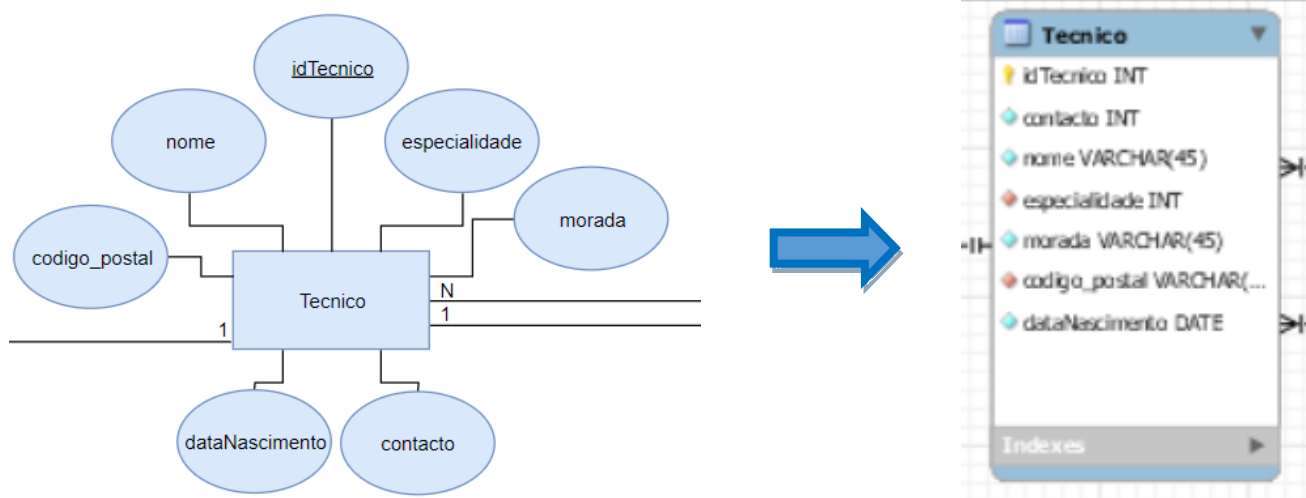 idTecnico
nome
especialidade
morada
codigo_postal
Tecnico
N
1
1
dataNascimento
contacto
Tecnico
idTecnico INT
contacto INT
nome VARCHAR(45)
especialidade INT
morada VARCHAR(45)
codigo_postal VARCHAR(...
dataNascimento DATE
Indexes